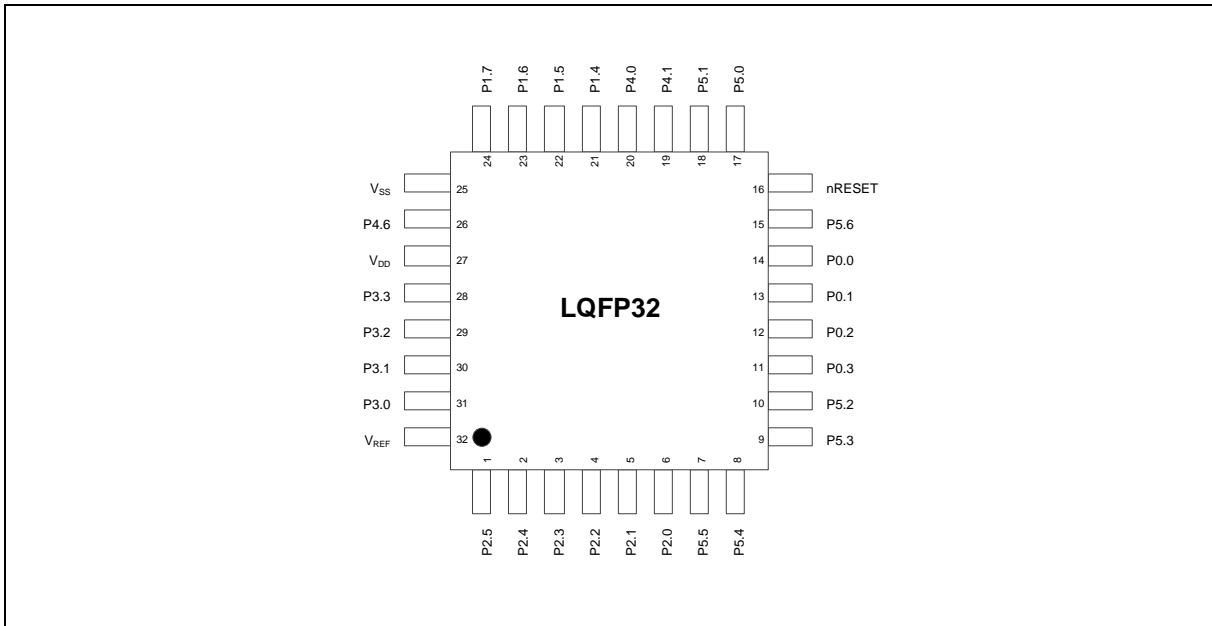 P1.7 P1.6 P1.5 P1.4 P4.0 P4.1 P5.1 P5.0
24 23 22 21 20 19 18 17
VSS 25 16 nRESET
P4.6 26 15 P5.6
VDD 27 14 P0.0
P3.3 28 13 P0.1
LQFP32
P3.2 29 12 P0.2
P3.1 30 11 P0.3
P3.0 31 10 P5.2
VREF 32 9 P5.3
1 2 3 4 5 6 7 8
P2.5 P2.4 P2.3 P2.2 P2.1 P2.0 P5.5 P5.4